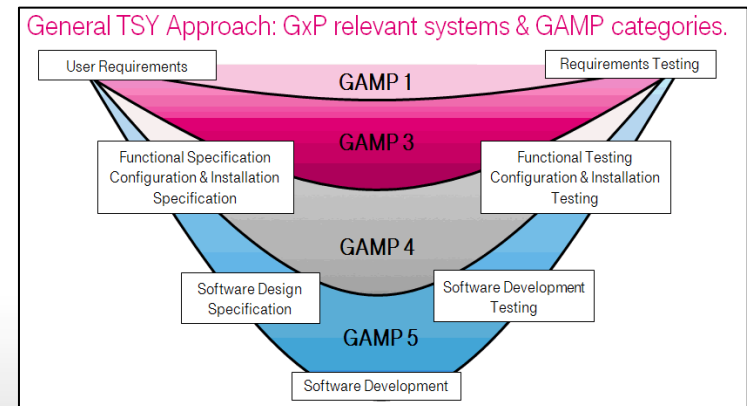 General TSY Approach: GxP relevant systems & GAMP categories.
User Requirements
Requirements Testing
GAMP 1
GAMP 3
Functional Specification
Configuration & Installation
Specification
Functional Testing
Configuration & Installation
Testing
GAMP 4
Software Design
Specification
Software Development
Testing
GAMP 5
Software Development